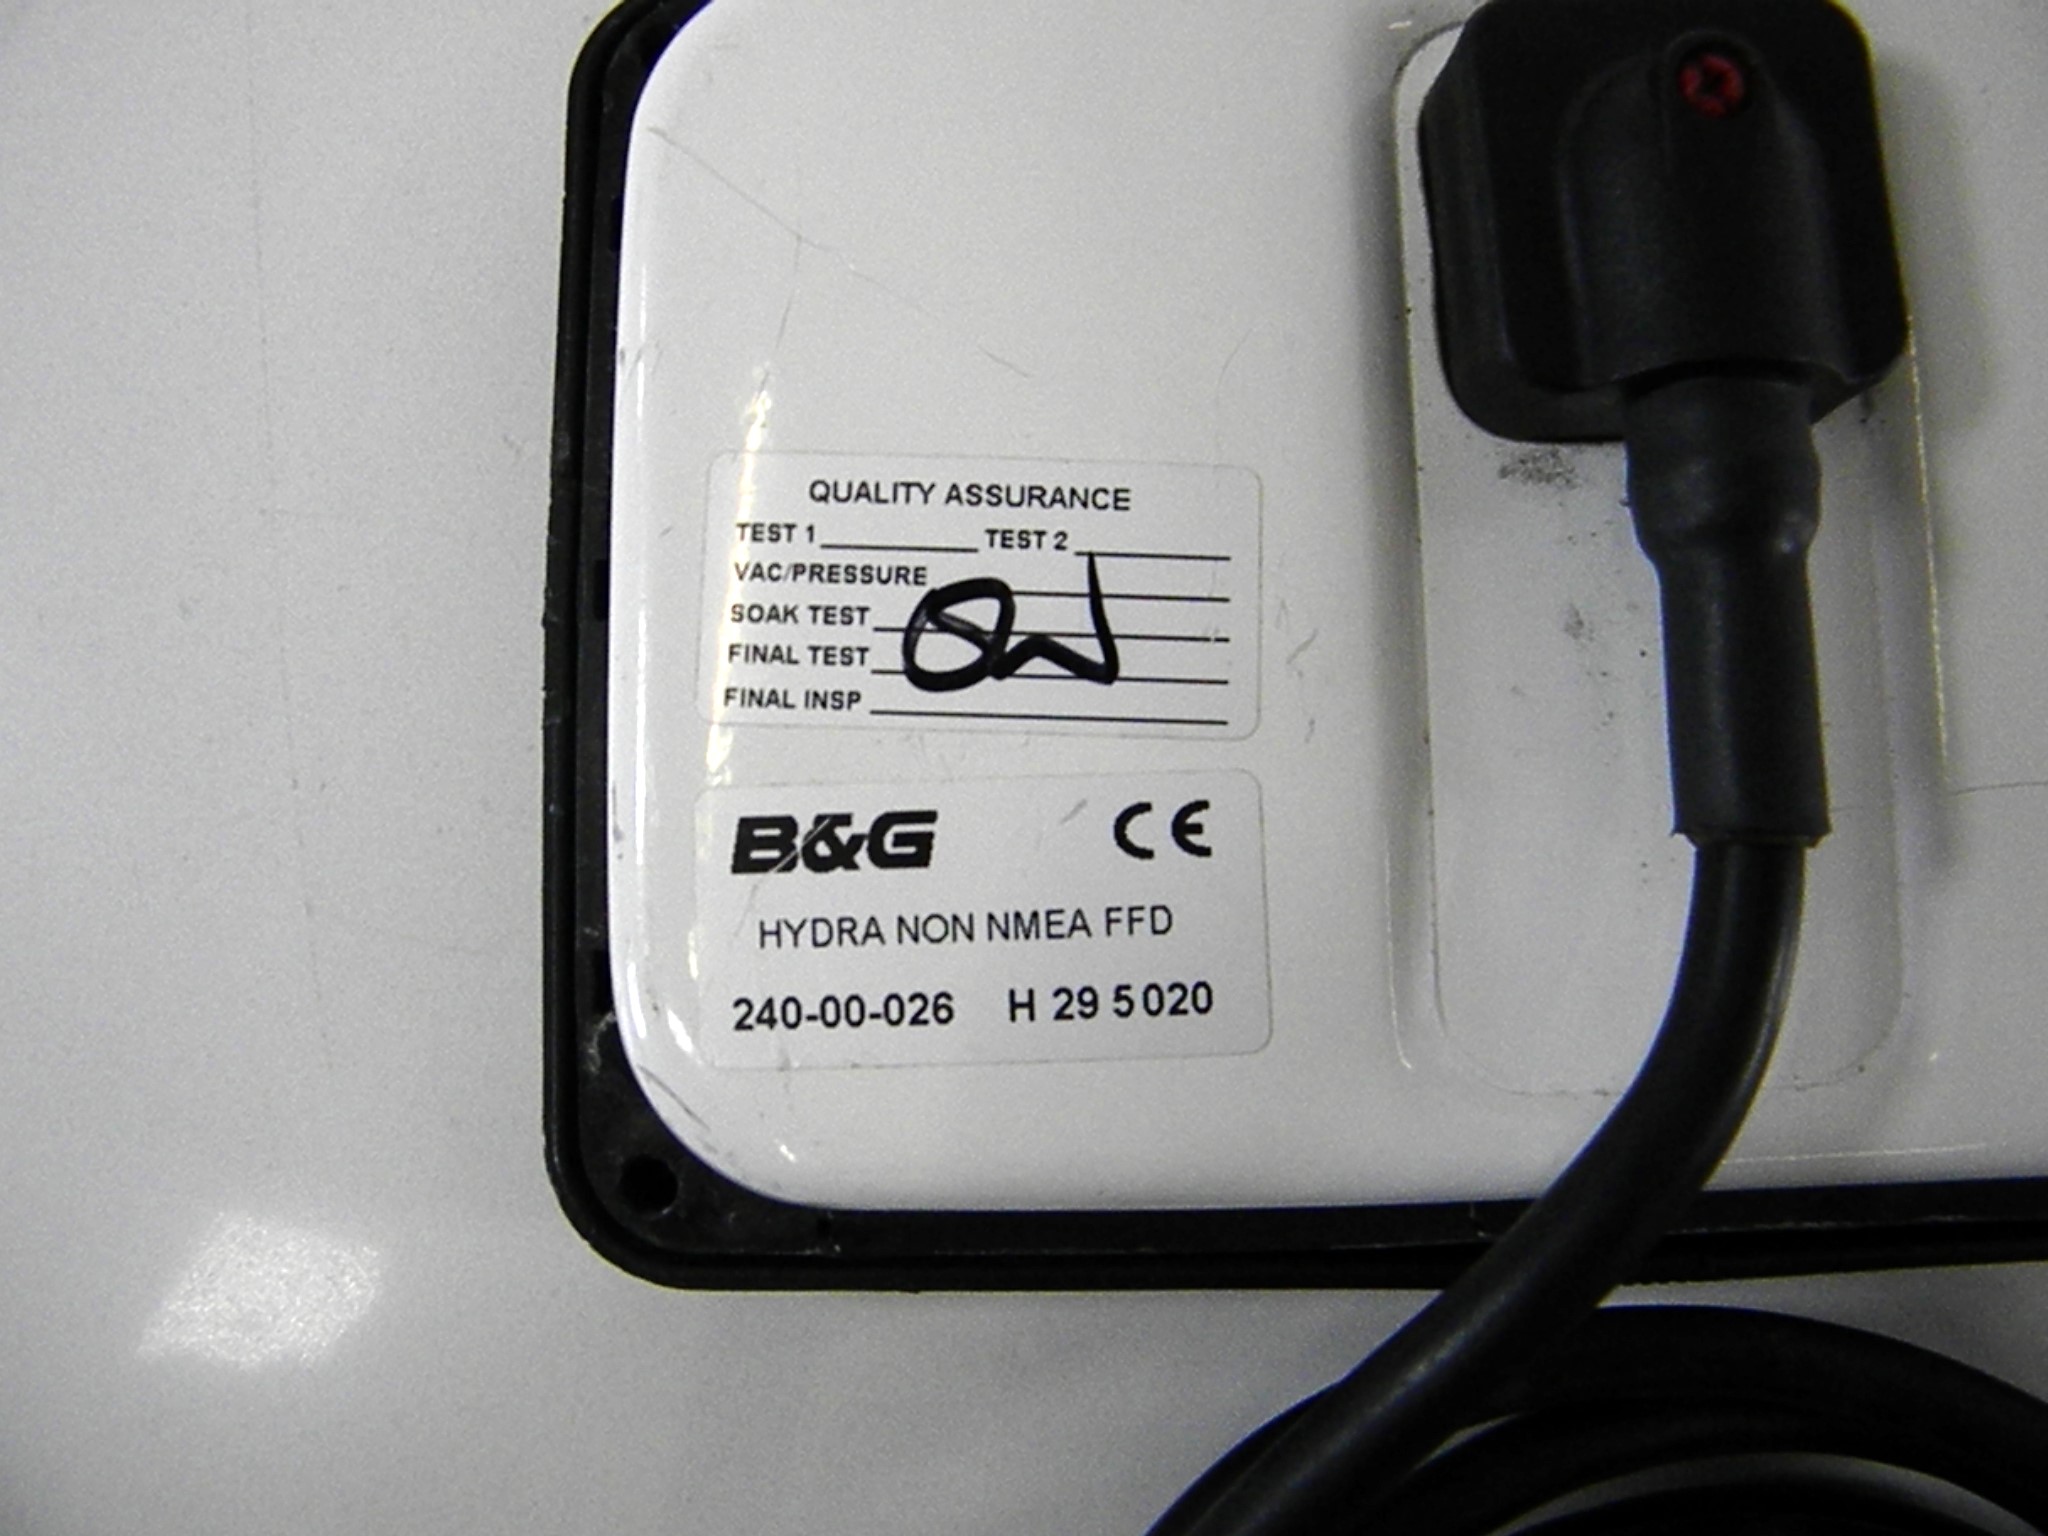 QUALITY ASSURANCE
TEST 1 TEST 2
VAC/PRESSURE
SOAK TEST
FINAL TEST
FINAL INSP
B&G CE
HYDRA NON NMEA FFD
240-00-026 H 29 5020